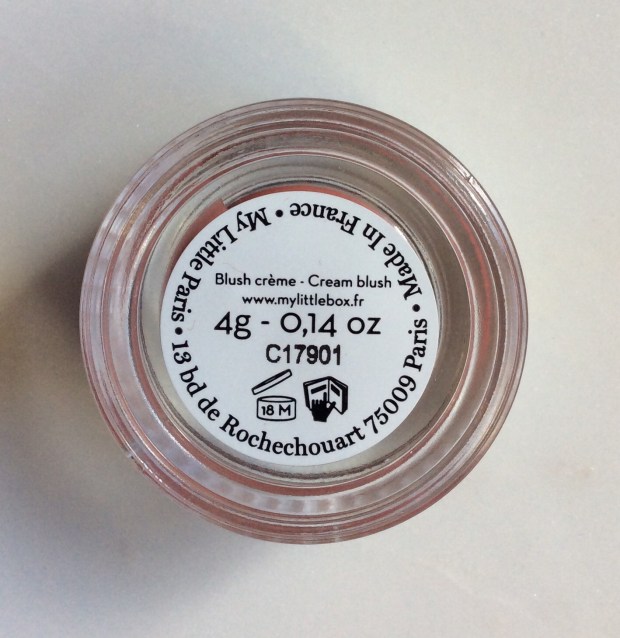 Blush crème - Cream blush
www.mylittlebox.fr
4g - 0,14 oz
C17901
18 M
My Little Paris • 13 bd de Rochechouart 75009 Paris • Made In France •